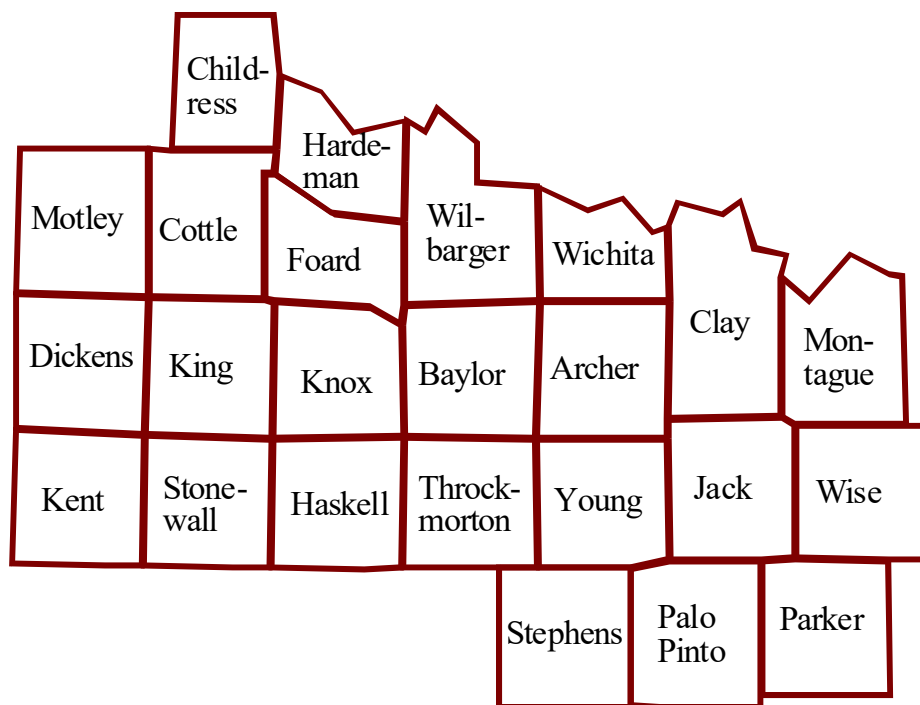 Child-
ress
Harde-
man
Motley
Cottle
Wil-
barger
Foard
Wichita
Clay
Mon-
tague
Dickens
King
Knox
Baylor
Archer
Kent
Stone-
wall
Haskell
Throck-
morton
Young
Jack
Wise
Stephens
Palo
Pinto
Parker